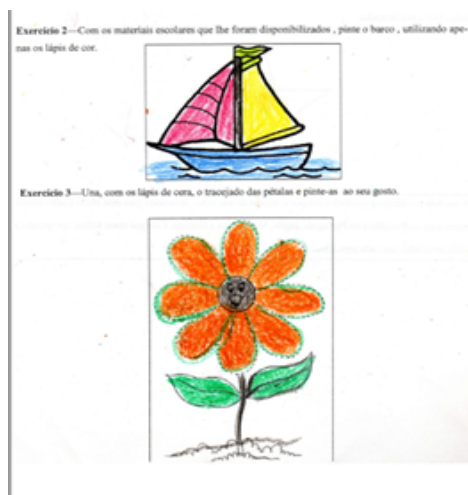 Exercício 2—Com os materiais escolares que lhe foram disponibilizados , pinte o barco , utilizando ape-
nas os lápis de cor.
Exercício 3—Una, com os lápis de cera, o tracejado das pétalas e pinte-as ao seu gosto.